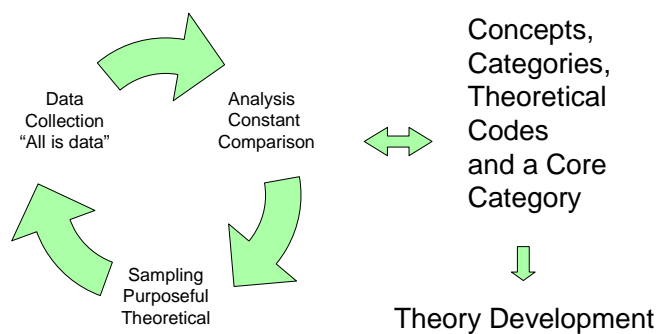 Data
Collection
“All is data”
Analysis
Constant
Comparison
Sampling
Purposeful
Theoretical
Concepts,
Categories,
Theoretical
Codes
and a Core
Category
Theory Development